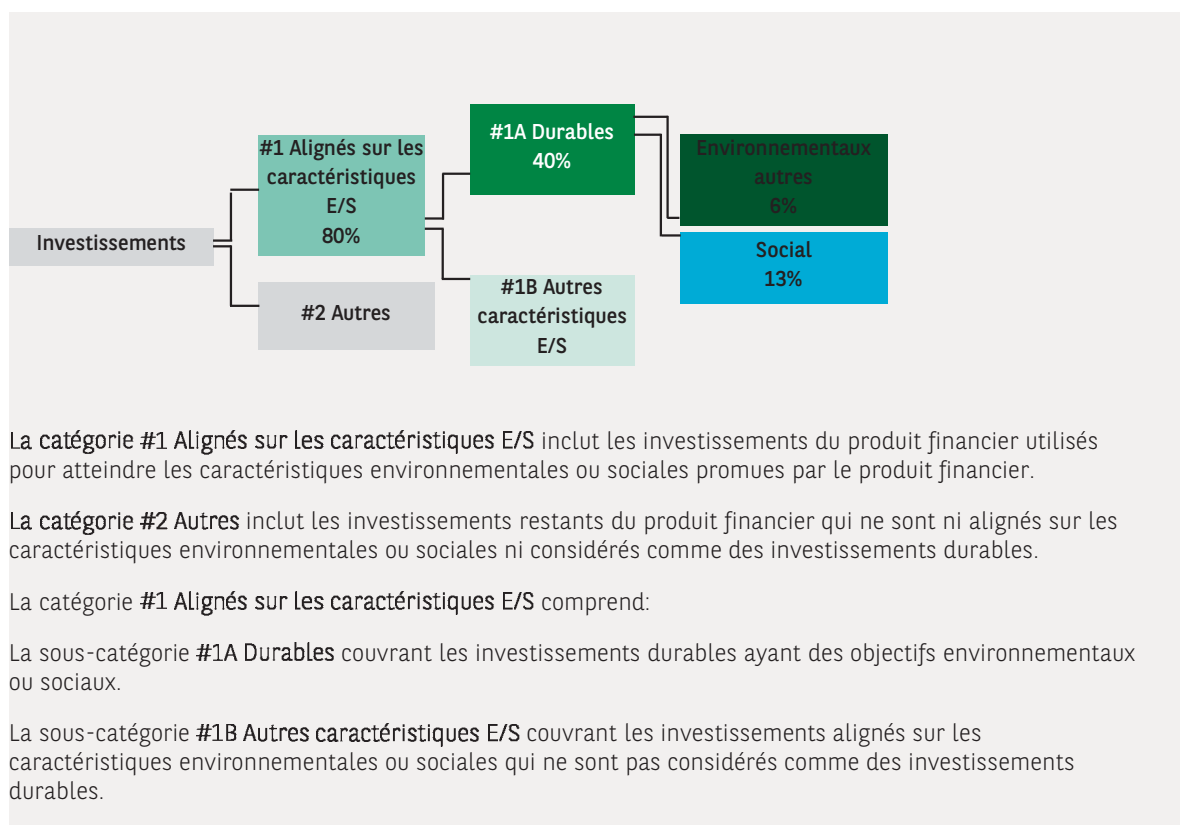 #1A Durables
40%
#1 Alignés sur les
caractéristiques
E/S
80%
Environnementaux
autres
6%
Investissements
Social
13%
#2 Autres
#1B Autres
caractéristiques
E/S
La catégorie #1 Alignés sur les caractéristiques E/S inclut les investissements du produit financier utilisés
pour atteindre les caractéristiques environnementales ou sociales promues par le produit financier.
La catégorie #2 Autres inclut les investissements restants du produit financier qui ne sont ni alignés sur les
caractéristiques environnementales ou sociales ni considérés comme des investissements durables.
La catégorie #1 Alignés sur les caractéristiques E/S comprend:
La sous-catégorie #1A Durables couvrant les investissements durables ayant des objectifs environnementaux
ou sociaux.
La sous-catégorie #1B Autres caractéristiques E/S couvrant les investissements alignés sur les
caractéristiques environnementales ou sociales qui ne sont pas considérés comme des investissements
durables.